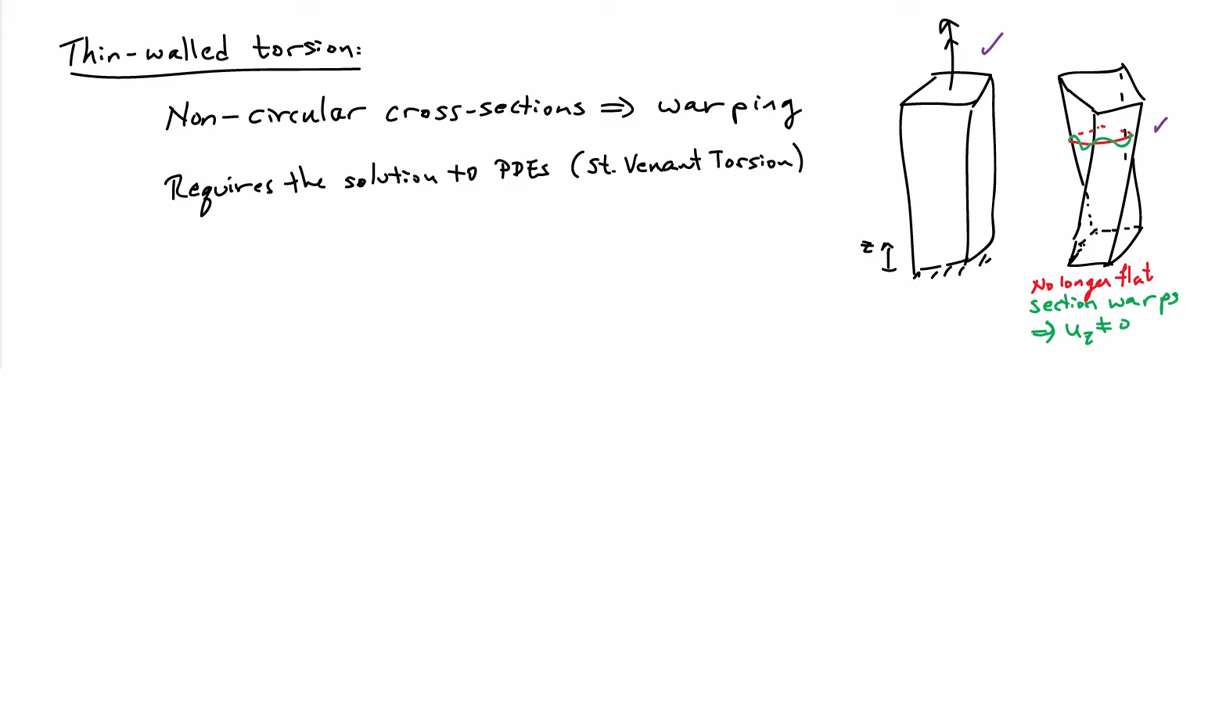 Thin-walled torsion:
Non-circular cross-sections ⇒ warping
Requires the solution to PDEs (St. Venant Torsion)
z
No longer flat
section warps
⇒ u_z ≠ 0